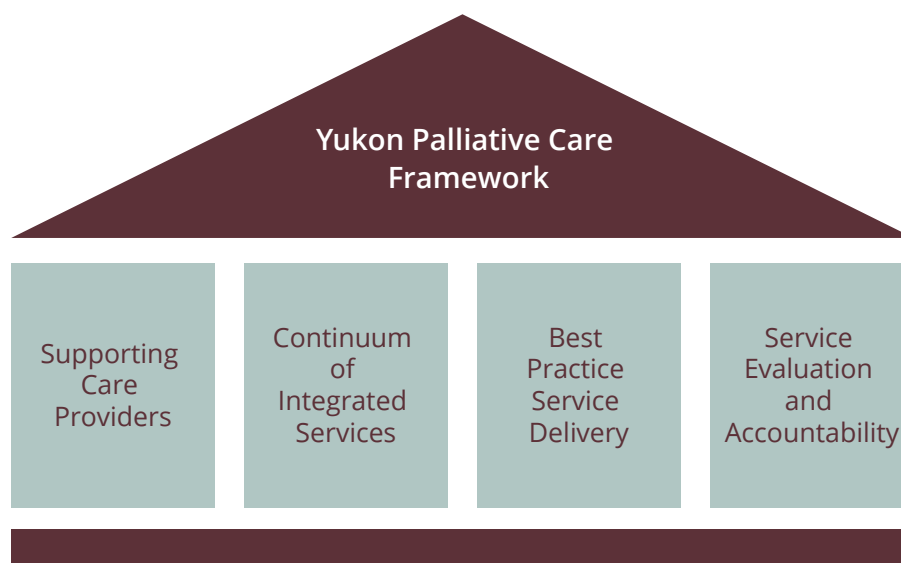 Yukon Palliative Care
Framework
Supporting
Care
Providers
Continuum
of
Integrated
Services
Best
Practice
Service
Delivery
Service
Evaluation
and
Accountability